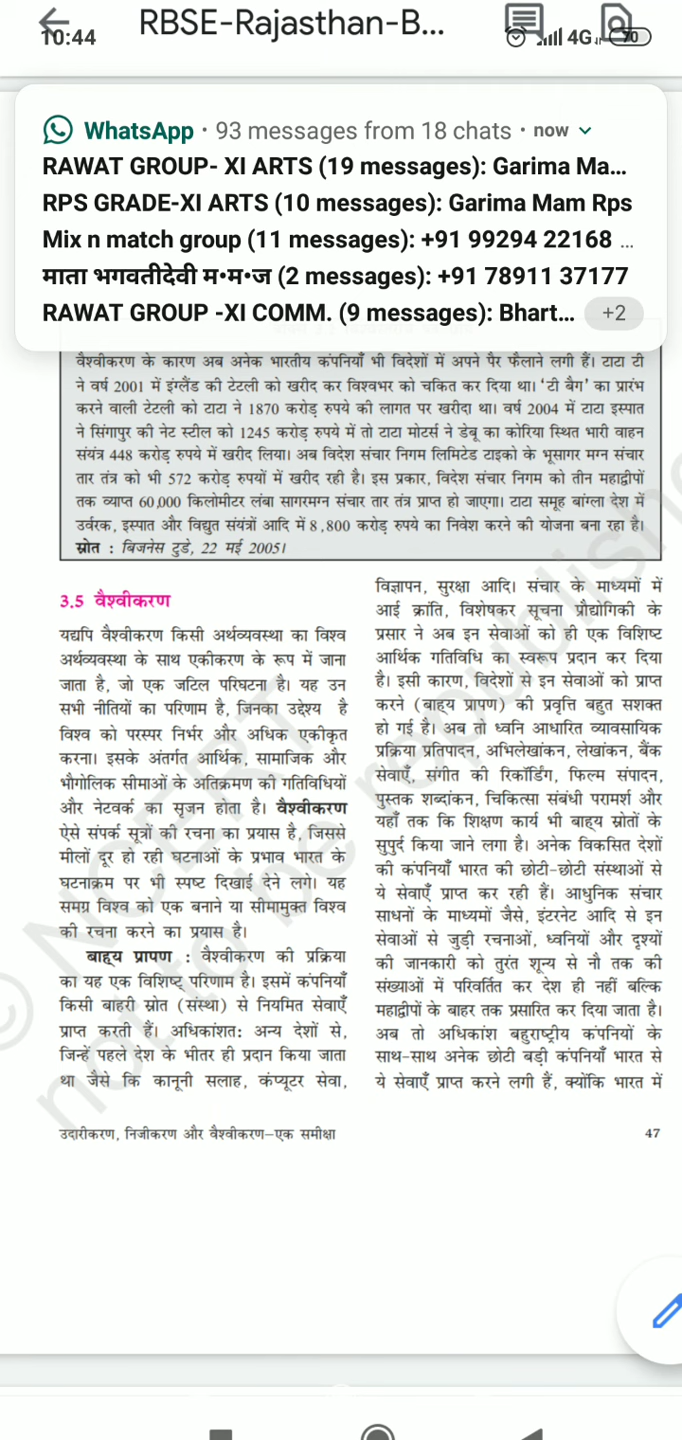 RBSE-Rajasthan-B...
10:44
4G
70
WhatsApp • 93 messages from 18 chats • now
RAWAT GROUP- XI ARTS (19 messages): Garima Ma...
RPS GRADE-XI ARTS (10 messages): Garima Mam Rps
Mix n match group (11 messages): +91 99294 22168 ...
माता भगवतीदेवी म•म•ज (2 messages): +91 78911 37177
RAWAT GROUP -XI COMM. (9 messages): Bhart...
+2
वैश्वीकरण के कारण अब अनेक भारतीय कंपनियाँ भी विदेशों में अपने पैर फैलाने लगी हैं। टाटा टी
ने वर्ष 2001 में इंग्लैंड की टेटली को खरीद कर विश्वभर को चकित कर दिया था। 'टी बैग' का प्रारंभ
करने वाली टेटली को टाटा ने 1870 करोड़ रुपये की लागत पर खरीदा था। वर्ष 2004 में टाटा इस्पात
ने सिंगापुर की नेट स्टील को 1245 करोड़ रुपये में तो टाटा मोटर्स ने डेबू का कोरिया स्थित भारी वाहन
संयंत्र 448 करोड़ रुपये में खरीद लिया। अब विदेश संचार निगम लिमिटेड टाइको के भूसागर मग्न संचार
तार तंत्र को भी 572 करोड़ रुपयों में खरीद रही है। इस प्रकार, विदेश संचार निगम को तीन महाद्वीपों
तक व्याप्त 60,000 किलोमीटर लंबा सागरमग्न संचार तार तंत्र प्राप्त हो जाएगा। टाटा समूह बांग्ला देश में
उर्वरक, इस्पात और विद्युत संयंत्रों आदि में 8,800 करोड़ रुपये का निवेश करने की योजना बना रहा है।
स्रोत : बिजनेस टुडे, 22 मई 2005।
3.5 वैश्वीकरण
यद्यपि वैश्वीकरण किसी अर्थव्यवस्था का विश्व
अर्थव्यवस्था के साथ एकीकरण के रूप में जाना
जाता है, जो एक जटिल परिघटना है। यह उन
सभी नीतियों का परिणाम है, जिनका उद्देश्य है
विश्व को परस्पर निर्भर और अधिक एकीकृत
करना। इसके अंतर्गत आर्थिक, सामाजिक और
भौगोलिक सीमाओं के अतिक्रमण की गतिविधियों
और नेटवर्क का सृजन होता है। वैश्वीकरण
ऐसे संपर्क सूत्रों की रचना का प्रयास है, जिससे
मीलों दूर हो रही घटनाओं के प्रभाव भारत के
घटनाक्रम पर भी स्पष्ट दिखाई देने लगे। यह
समग्र विश्व को एक बनाने या सीमामुक्त विश्व
की रचना करने का प्रयास है।
बाह्य प्रापण : वैश्वीकरण की प्रक्रिया
का यह एक विशिष्ट परिणाम है। इसमें कंपनियाँ
किसी बाहरी स्रोत (संस्था) से नियमित सेवाएँ
प्राप्त करती हैं। अधिकांशत: अन्य देशों से,
जिन्हें पहले देश के भीतर ही प्रदान किया जाता
था जैसे कि कानूनी सलाह, कंप्यूटर सेवा,
विज्ञापन, सुरक्षा आदि। संचार के माध्यमों में
आई क्रांति, विशेषकर सूचना प्रौद्योगिकी के
प्रसार ने अब इन सेवाओं को ही एक विशिष्ट
आर्थिक गतिविधि का स्वरूप प्रदान कर दिया
है। इसी कारण, विदेशों से इन सेवाओं को प्राप्त
करने (बाह्य प्रापण) की प्रवृत्ति बहुत सशक्त
हो गई है। अब तो ध्वनि आधारित व्यावसायिक
प्रक्रिया प्रतिपादन, अभिलेखांकन, लेखांकन, बैंक
सेवाएँ, संगीत की रिकॉर्डिंग, फिल्म संपादन,
पुस्तक शब्दांकन, चिकित्सा संबंधी परामर्श और
यहाँ तक कि शिक्षण कार्य भी बाह्य स्रोतों के
सुपुर्द किया जाने लगा है। अनेक विकसित देशों
की कंपनियाँ भारत की छोटी-छोटी संस्थाओं से
ये सेवाएँ प्राप्त कर रही हैं। आधुनिक संचार
साधनों के माध्यमों जैसे, इंटरनेट आदि से इन
सेवाओं से जुड़ी रचनाओं, ध्वनियों और दृश्यों
की जानकारी को तुरंत शून्य से नौ तक की
संख्याओं में परिवर्तित कर देश ही नहीं बल्कि
महाद्वीपों के बाहर तक प्रसारित कर दिया जाता है।
अब तो अधिकांश बहुराष्ट्रीय कंपनियों के
साथ-साथ अनेक छोटी बड़ी कंपनियाँ भारत से
ये सेवाएँ प्राप्त करने लगी हैं, क्योंकि भारत में
© NCERT
not to be republishe
उदारीकरण, निजीकरण और वैश्वीकरण-एक समीक्षा
47